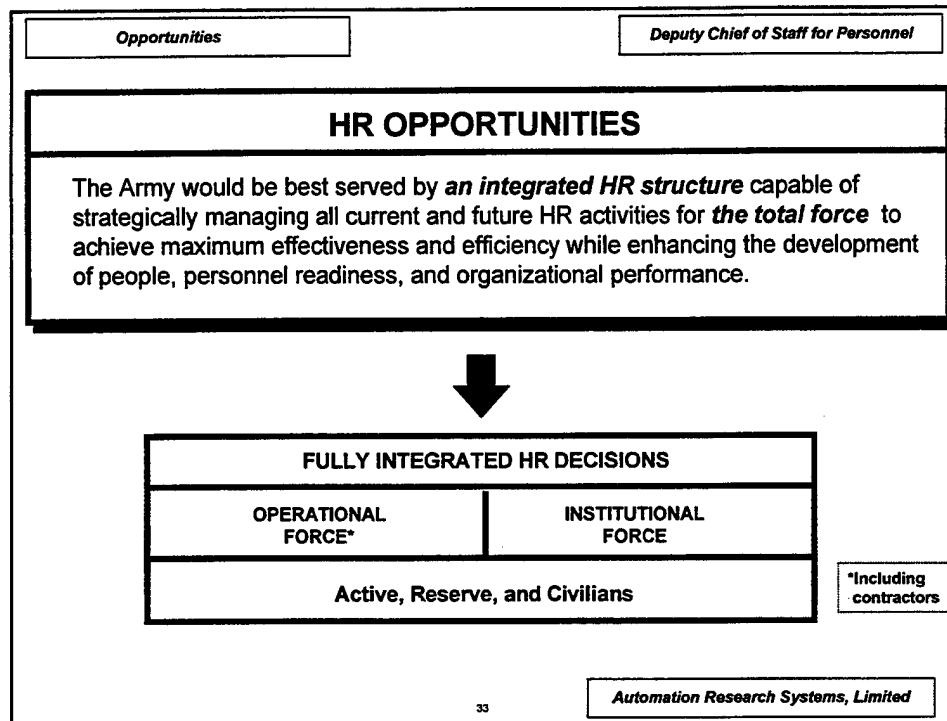 Opportunities
Deputy Chief of Staff for Personnel
HR OPPORTUNITIES
The Army would be best served by an integrated HR structure capable of
strategically managing all current and future HR activities for the total force to
achieve maximum effectiveness and efficiency while enhancing the development
of people, personnel readiness, and organizational performance.
FULLY INTEGRATED HR DECISIONS
OPERATIONAL
FORCE*
INSTITUTIONAL
FORCE
Active, Reserve, and Civilians
*Including
contractors
33
Automation Research Systems, Limited